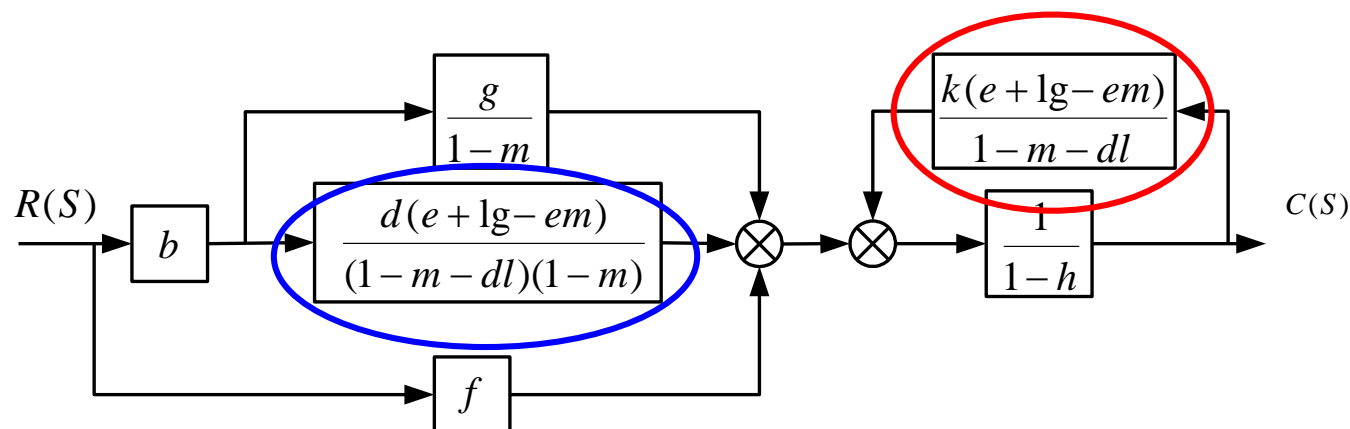 g
1 − m
k(e + lg− em)
1 − m − dl
R(S)
b
d(e + lg− em)
(1 − m − dl)(1 − m)
1
1 − h
C(S)
f